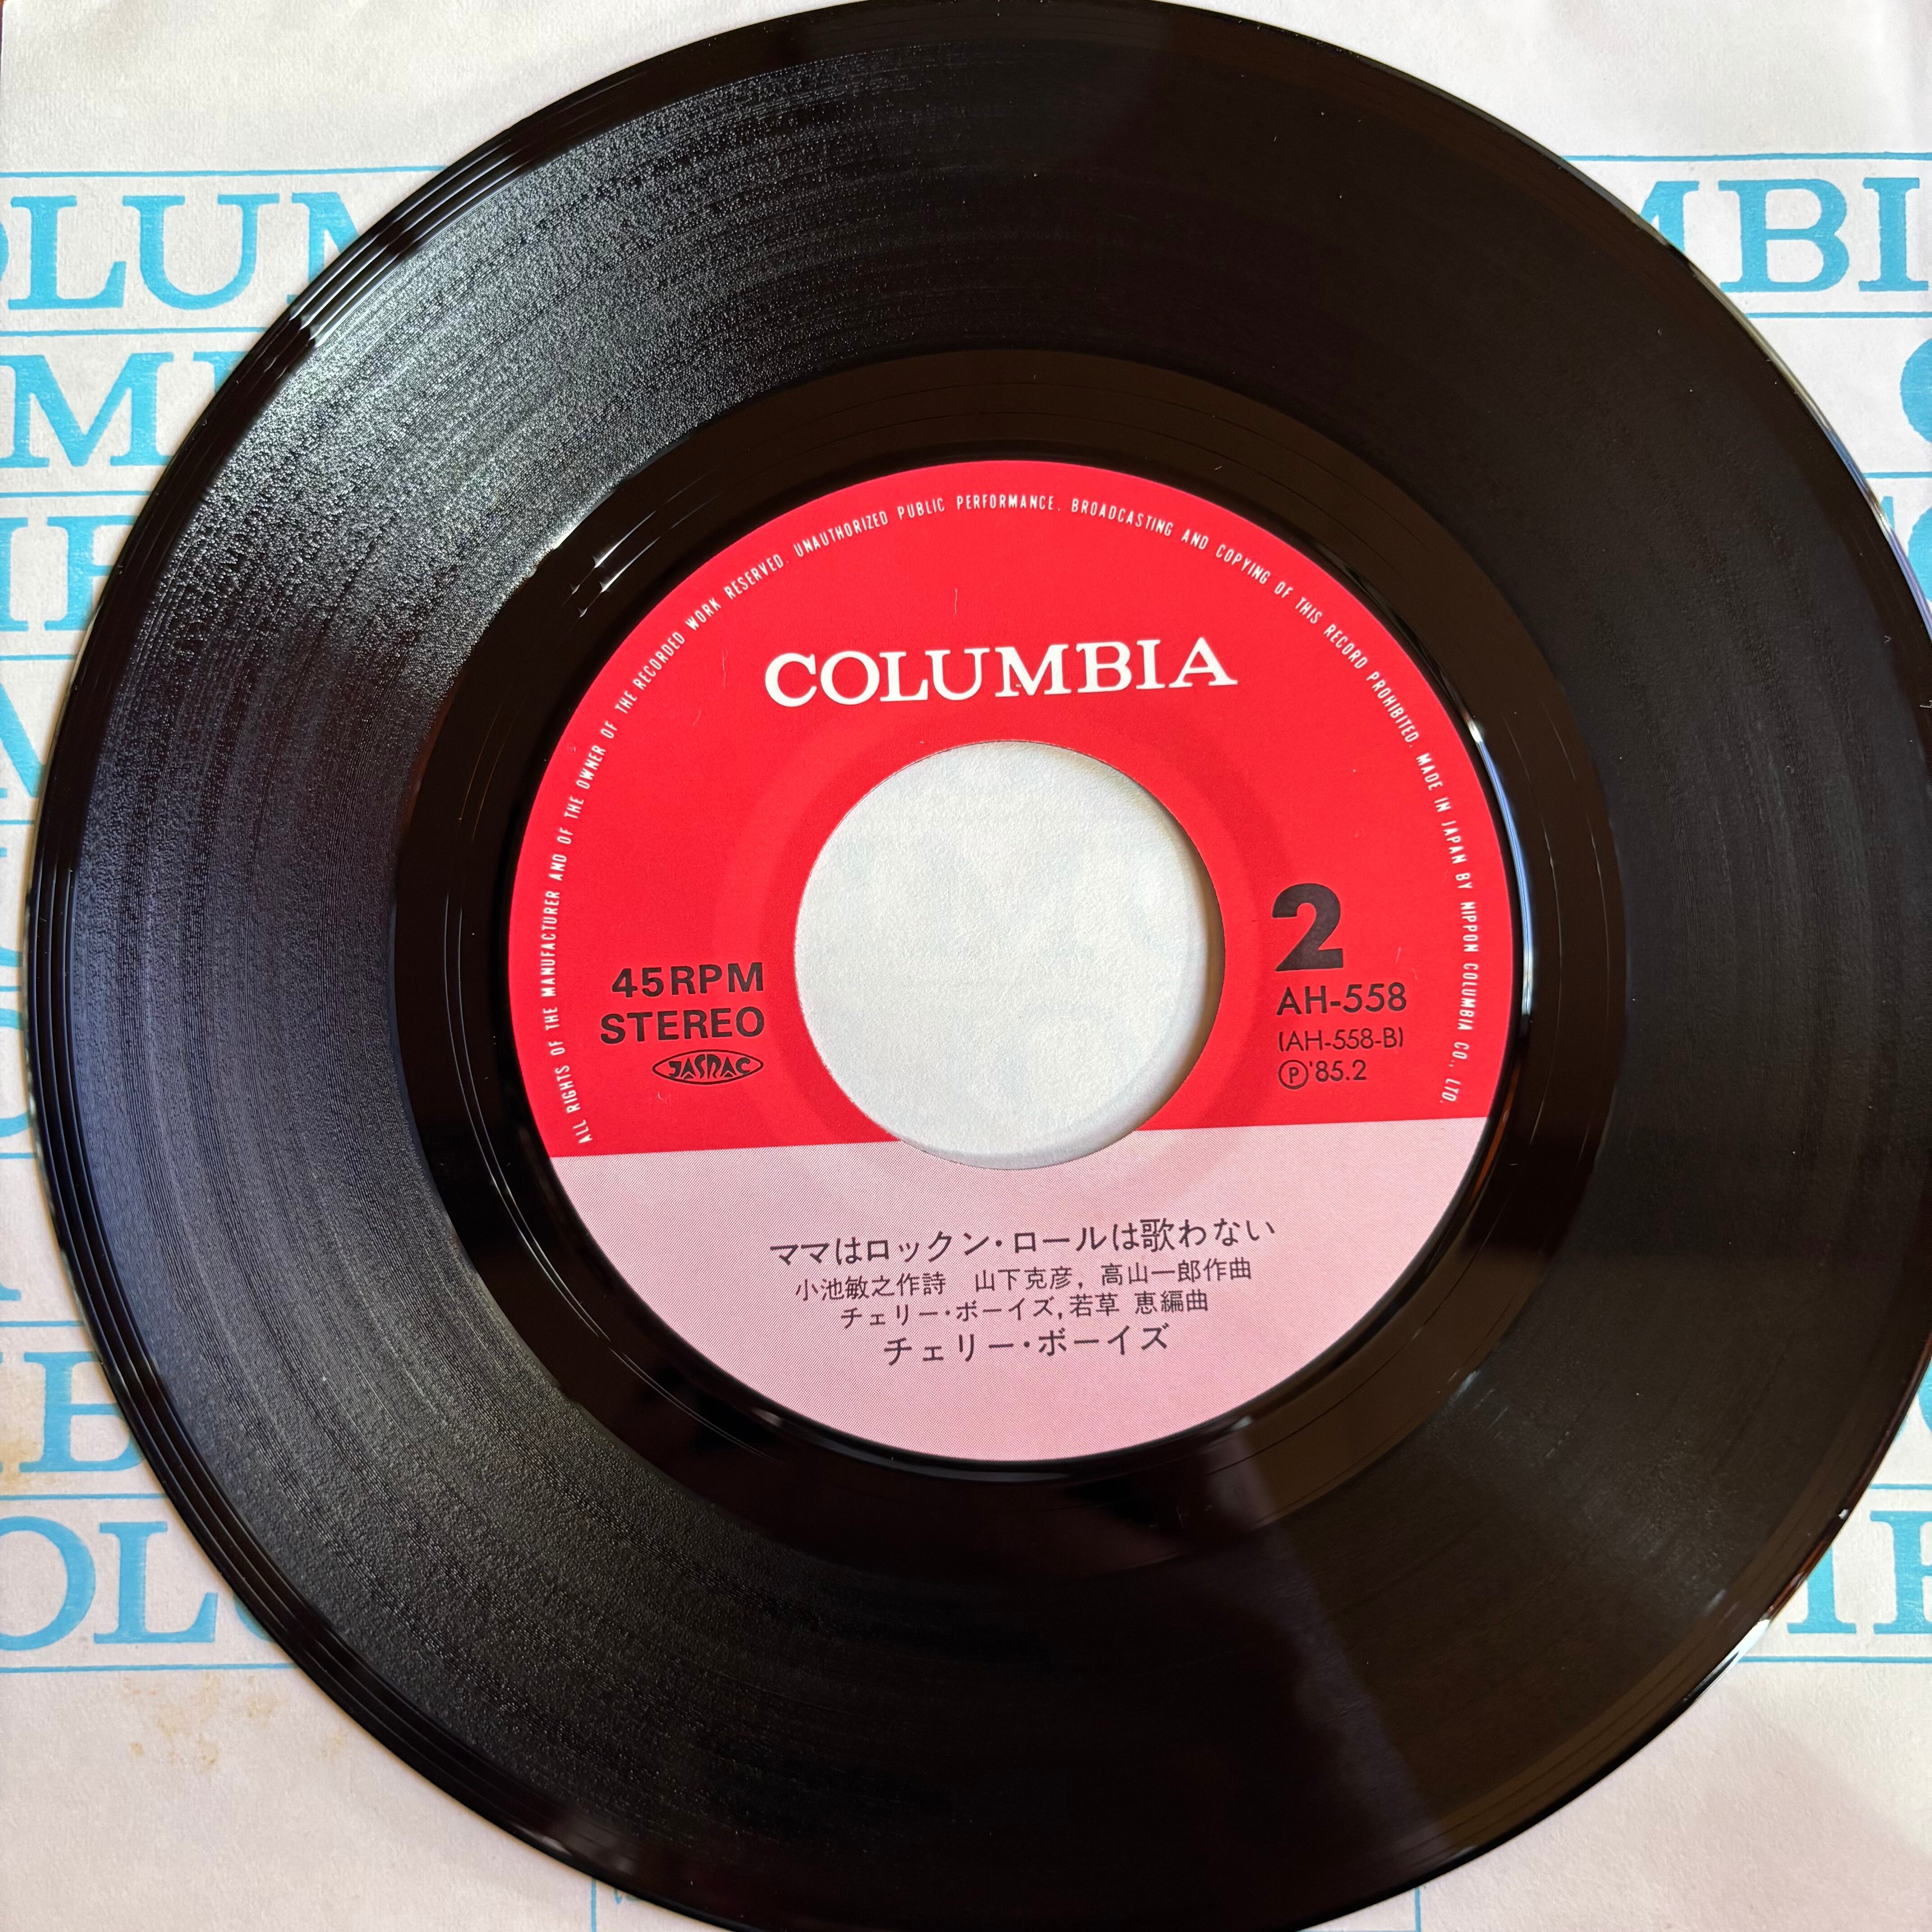 ALL RIGHTS OF THE MANUFACTURER AND OF THE OWNER OF THE RECORDED WORK RESERVED. UNAUTHORIZED PUBLIC PERFORMANCE. BROADCASTING AND COPYING OF THIS RECORD PROHIBITED. MADE IN JAPAN BY NIPPON COLUMBIA CO., LTD.
COLUMBIA
45RPM
STEREO
JASRAC
2
AH-558
(AH-558-B)
Ⓟ'85.2
ママはロックン・ロールは歌わない
小池敏之作詩 山下克彦, 高山一郎作曲
チェリー・ボーイズ, 若草 恵編曲
チェリー・ボーイズ